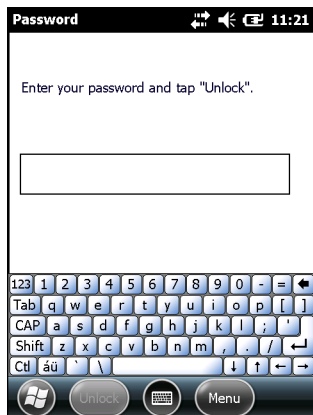 Password 11:21
Enter your password and tap "Unlock".
123 1 2 3 4 5 6 7 8 9 0 - =
Tab q w e r t y u i o p [ ]
CAP a s d f g h j k l ; '
Shift z x c v b n m , . /
Ctl áü ` \ ↓ ↑ ← →
Unlock Menu